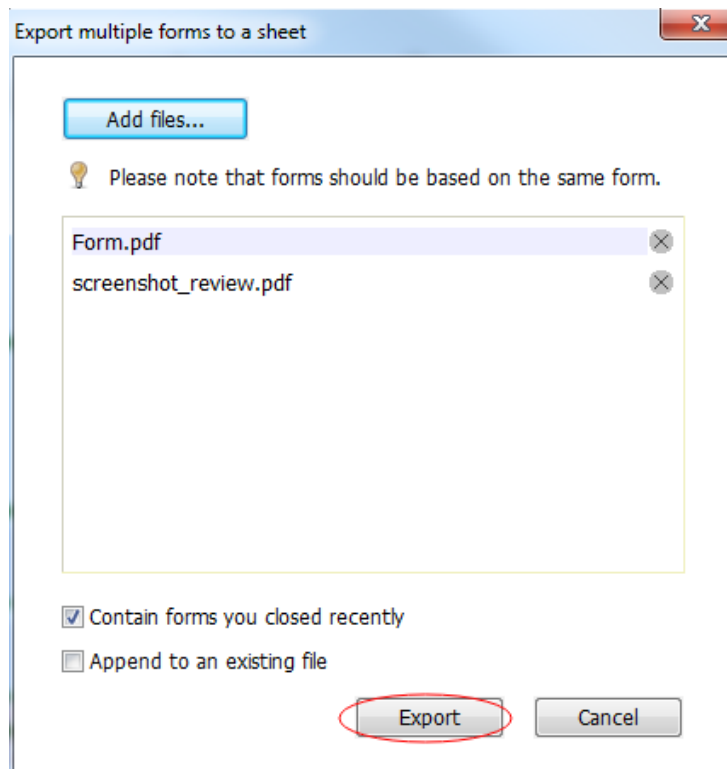 Export multiple forms to a sheet
Add files...
Please note that forms should be based on the same form.
Form.pdf
screenshot_review.pdf
Contain forms you closed recently
Append to an existing file
Export Cancel